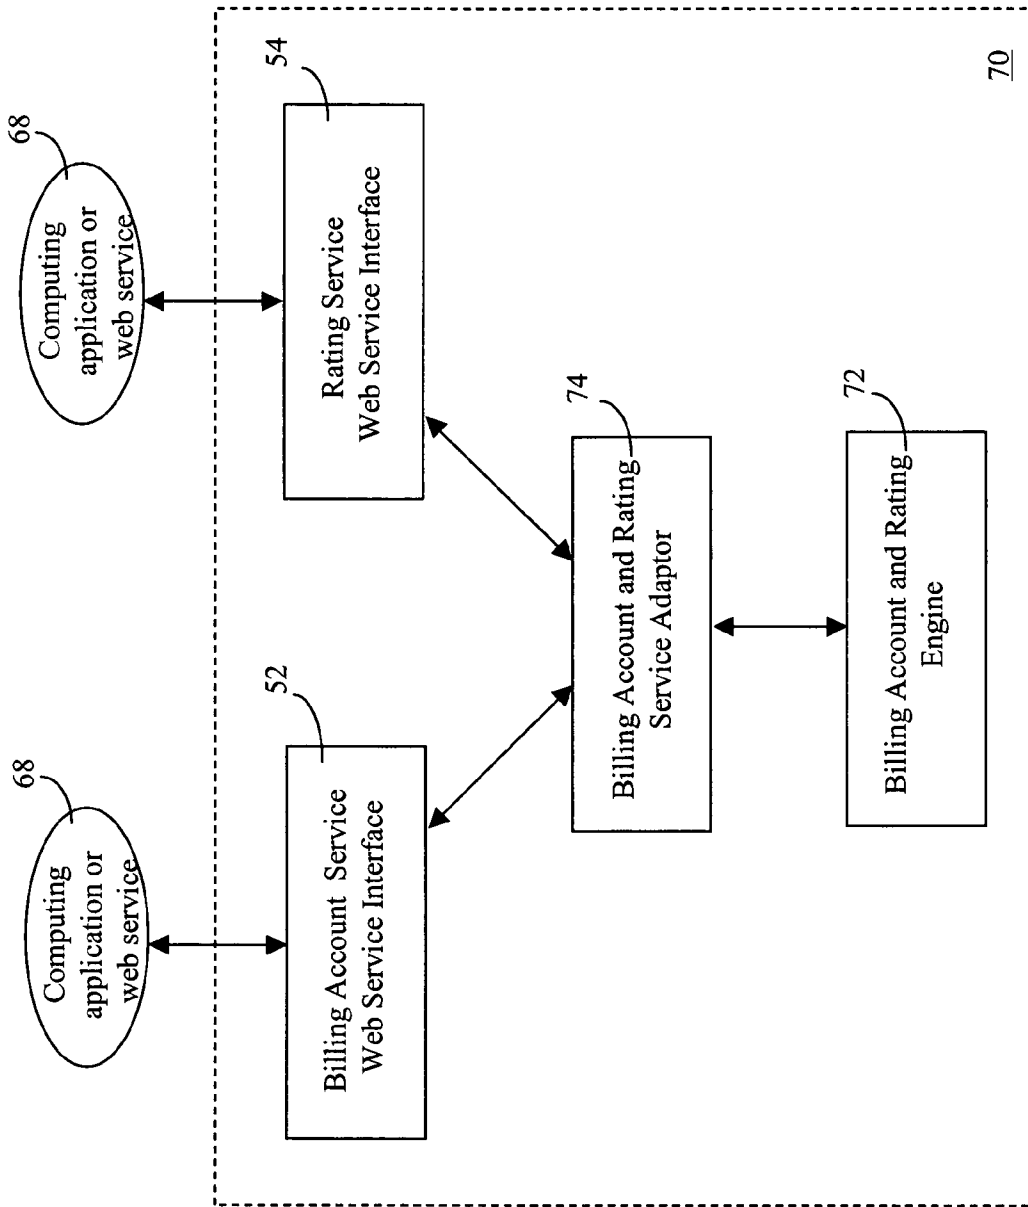 68
Computing
application or
web service
68
Computing
application or
web service
52
Billing Account Service
Web Service Interface
54
Rating Service
Web Service Interface
74
Billing Account and Rating
Service Adaptor
72
Billing Account and Rating
Engine
70